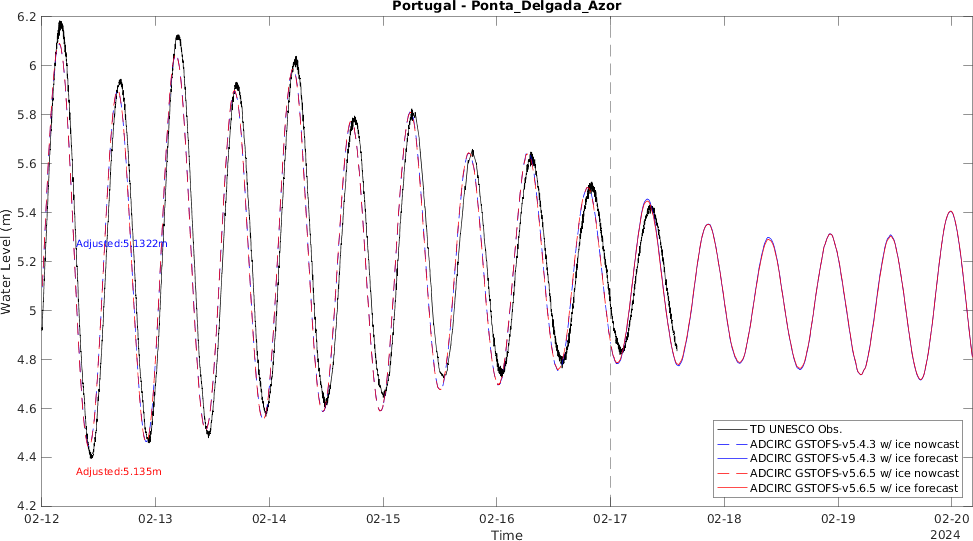 Portugal - Ponta_Delgada_Azor
Water Level (m)
6.2
6
5.8
5.6
5.4
5.2
5
4.8
4.6
4.4
4.2
Adjusted:5.1322m
Adjusted:5.135m
TD UNESCO Obs.
ADCIRC GSTOFS-v5.4.3 w/ ice nowcast
ADCIRC GSTOFS-v5.4.3 w/ ice forecast
ADCIRC GSTOFS-v5.6.5 w/ ice nowcast
ADCIRC GSTOFS-v5.6.5 w/ ice forecast
02-12 02-13 02-14 02-15 02-16 02-17 02-18 02-19 02-20
2024
Time